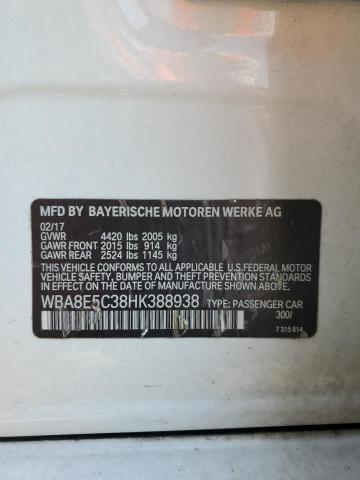 MFD BY BAYERISCHE MOTOREN WERKE AG
02/17
GVWR 4420 lbs 2005 kg
GAWR FRONT 2015 lbs 914 kg
GAWR REAR 2524 lbs 1145 kg
THIS VEHICLE CONFORMS TO ALL APPLICABLE U.S.FEDERAL MOTOR
VEHICLE SAFETY, BUMPER AND THEFT PREVENTION STANDARDS
IN EFFECT ON THE DATE OF MANUFACTURE SHOWN ABOVE.
WBA8E5C38HK388938 TYPE: PASSENGER CAR
300/
7 315 814